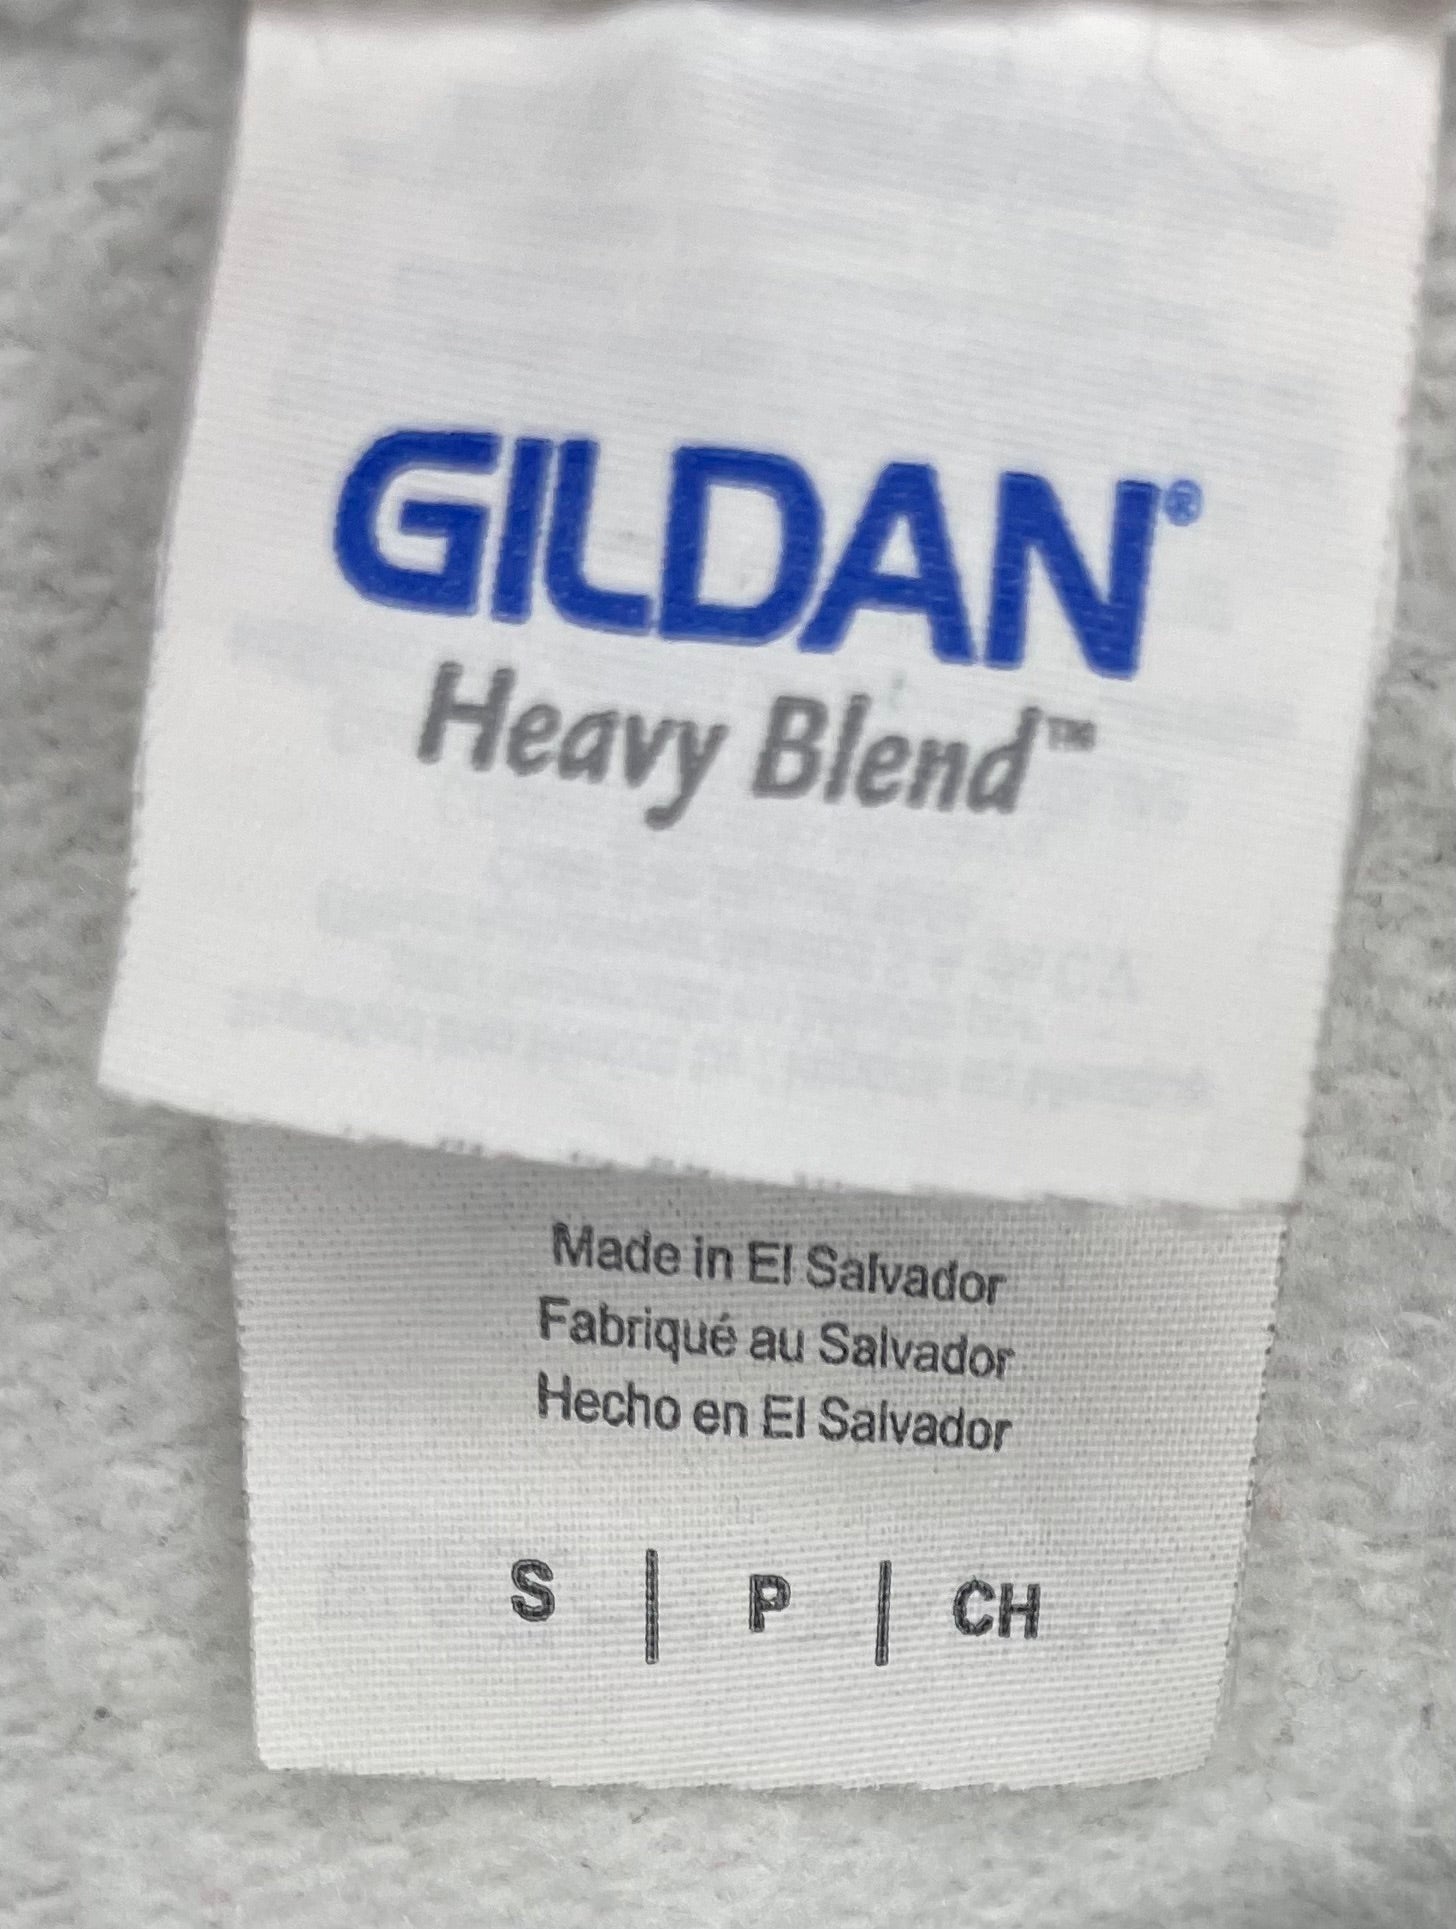 GILDAN®
Heavy Blend™
Made in El Salvador
Fabriqué au Salvador
Hecho en El Salvador
S | P | CH